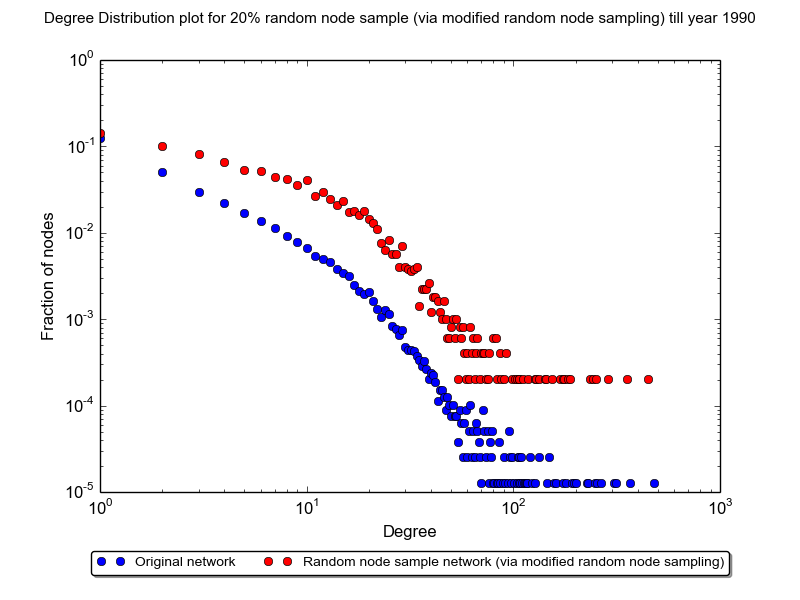 Degree Distribution plot for 20% random node sample (via modified random node sampling) till year 1990
10^0
10^-1
10^-2
10^-3
10^-4
10^-5
Fraction of nodes
10^0 10^1 10^2 10^3
Degree
Original network Random node sample network (via modified random node sampling)